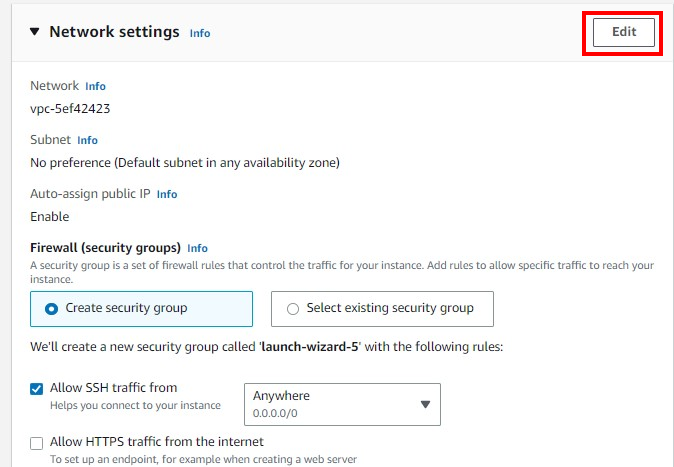 Network settings Info
Edit
Network Info
vpc-5ef42423
Subnet Info
No preference (Default subnet in any availability zone)
Auto-assign public IP Info
Enable
Firewall (security groups) Info
A security group is a set of firewall rules that control the traffic for your instance. Add rules to allow specific traffic to reach your
instance.
Create security group
Select existing security group
We'll create a new security group called 'launch-wizard-5' with the following rules:
Allow SSH traffic from
Helps you connect to your instance
Anywhere
0.0.0.0/0
Allow HTTPS traffic from the internet
To set up an endpoint, for example when creating a web server